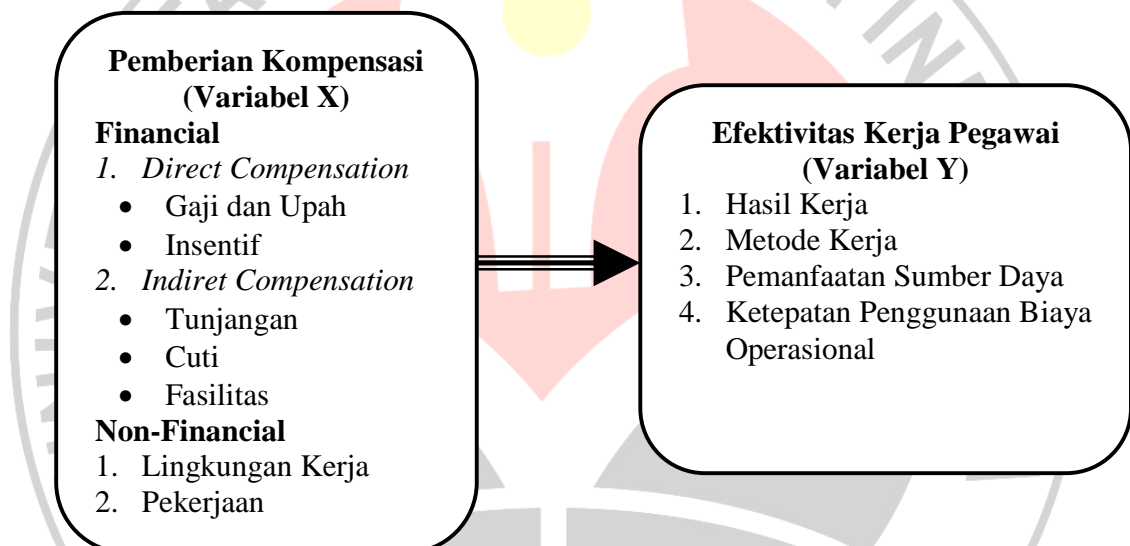 Pemberian Kompensasi
(Variabel X)
Financial
1. Direct Compensation
• Gaji dan Upah
• Insentif
2. Indiret Compensation
• Tunjangan
• Cuti
• Fasilitas
Non-Financial
1. Lingkungan Kerja
2. Pekerjaan
Efektivitas Kerja Pegawai
(Variabel Y)
1. Hasil Kerja
2. Metode Kerja
3. Pemanfaatan Sumber Daya
4. Ketepatan Penggunaan Biaya
Operasional